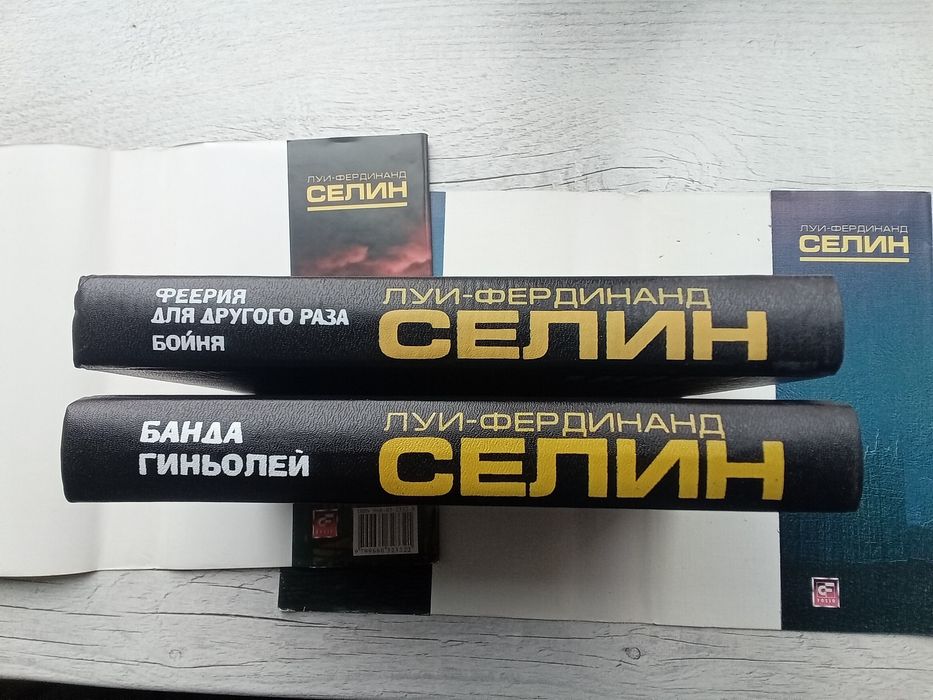 ЛУИ-ФЕРДИНАНД
СЕЛИН
ЛУИ-ФЕРДИНАНД
СЕЛИН
ФЕЕРИЯ
ДЛЯ ДРУГОГО РАЗА
БОЙНЯ
ЛУИ-ФЕРДИНАНД
СЕЛИН
БАНДА
ГИНЬОЛЕЙ
ЛУИ-ФЕРДИНАНД
СЕЛИН
FOLIO